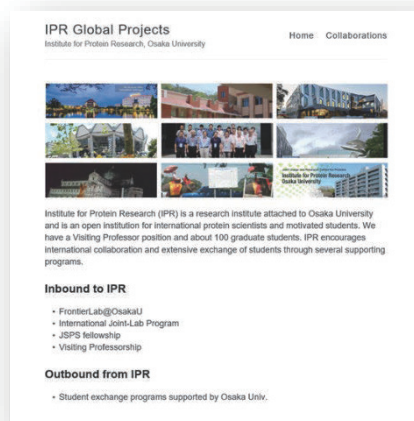 IPR Global Projects
Institute for Protein Research, Osaka University
Home Collaborations
Institute for Protein Research
Osaka University
Institute for Protein Research (IPR) is a research institute attached to Osaka University
and is an open institution for international protein scientists and motivated students. We
have a Visiting Professor position and about 100 graduate students. IPR encourages
international collaboration and extensive exchange of students through several supporting
programs.
Inbound to IPR
• FrontierLab@OsakaU
• International Joint-Lab Program
• JSPS fellowship
• Visiting Professorship
Outbound from IPR
• Student exchange programs supported by Osaka Univ.